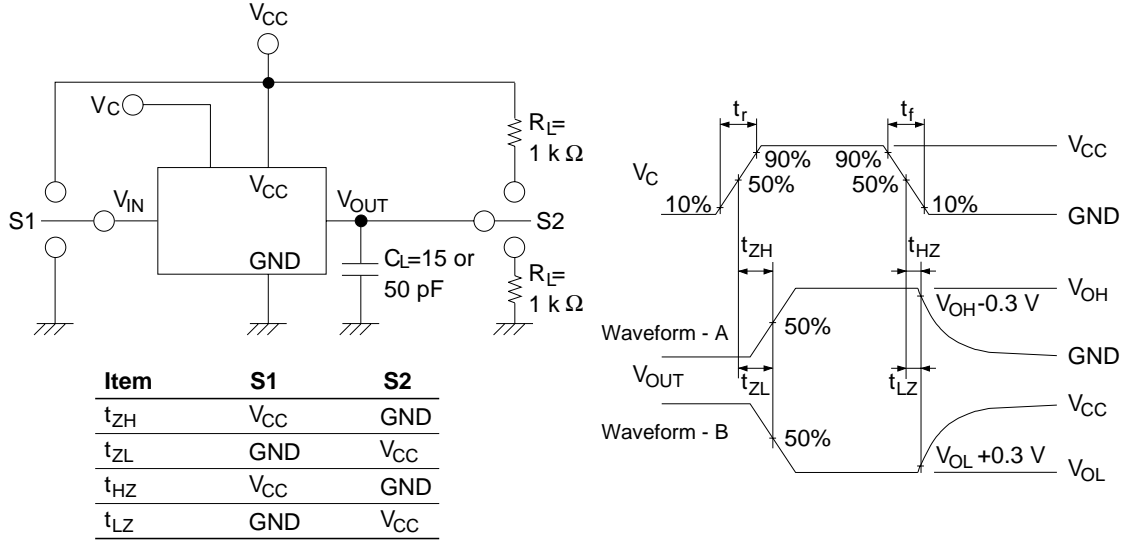 VCC
VC
RL=
1 k Ω
VCC
S1
VIN
VOUT
S2
GND
CL=15 or
50 pF
RL=
1 k Ω
Item S1 S2
tZH VCC GND
tZL GND VCC
tHZ VCC GND
tLZ GND VCC
tr
tf
VCC
90% 90%
VC
50% 50%
10% 10%
GND
tZH
tHZ
VOH
VOH-0.3 V
50%
Waveform - A
GND
VOUT
tZL
tLZ
VCC
Waveform - B
50%
VOL +0.3 V
VOL